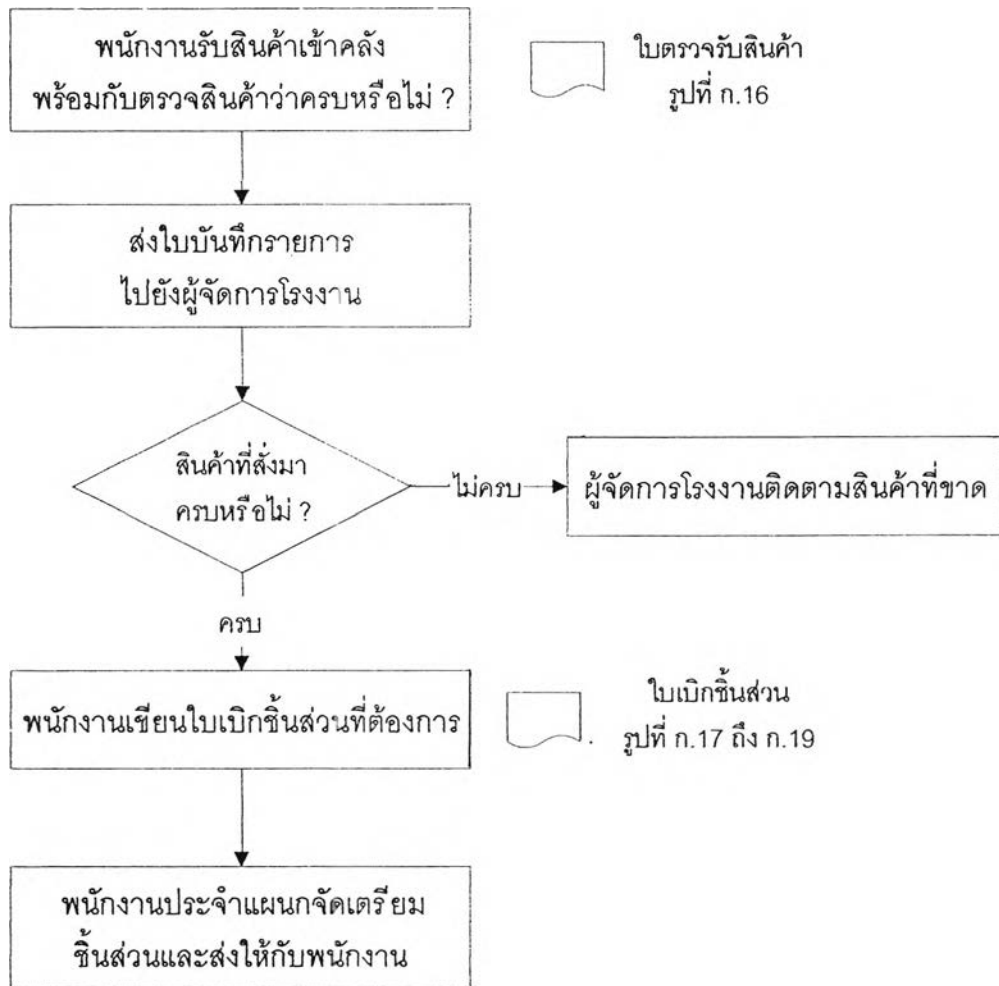 พนักงานรับสินค้าเข้าคลัง
พร้อมกับตรวจสินค้าว่าครบหรือไม่ ?
ใบตรวจรับสินค้า
รูปที่ ก.16
ส่งใบบันทึกรายการ
ไปยังผู้จัดการโรงงาน
สินค้าที่สั่งมา
ครบหรือไม่ ?
ไม่ครบ
ผู้จัดการโรงงานติดตามสินค้าที่ขาด
ครบ
พนักงานเขียนใบเบิกชิ้นส่วนที่ต้องการ
ใบเบิกชิ้นส่วน
รูปที่ ก.17 ถึง ก.19
พนักงานประจำแผนกจัดเตรียม
ชิ้นส่วนและส่งให้กับพนักงาน